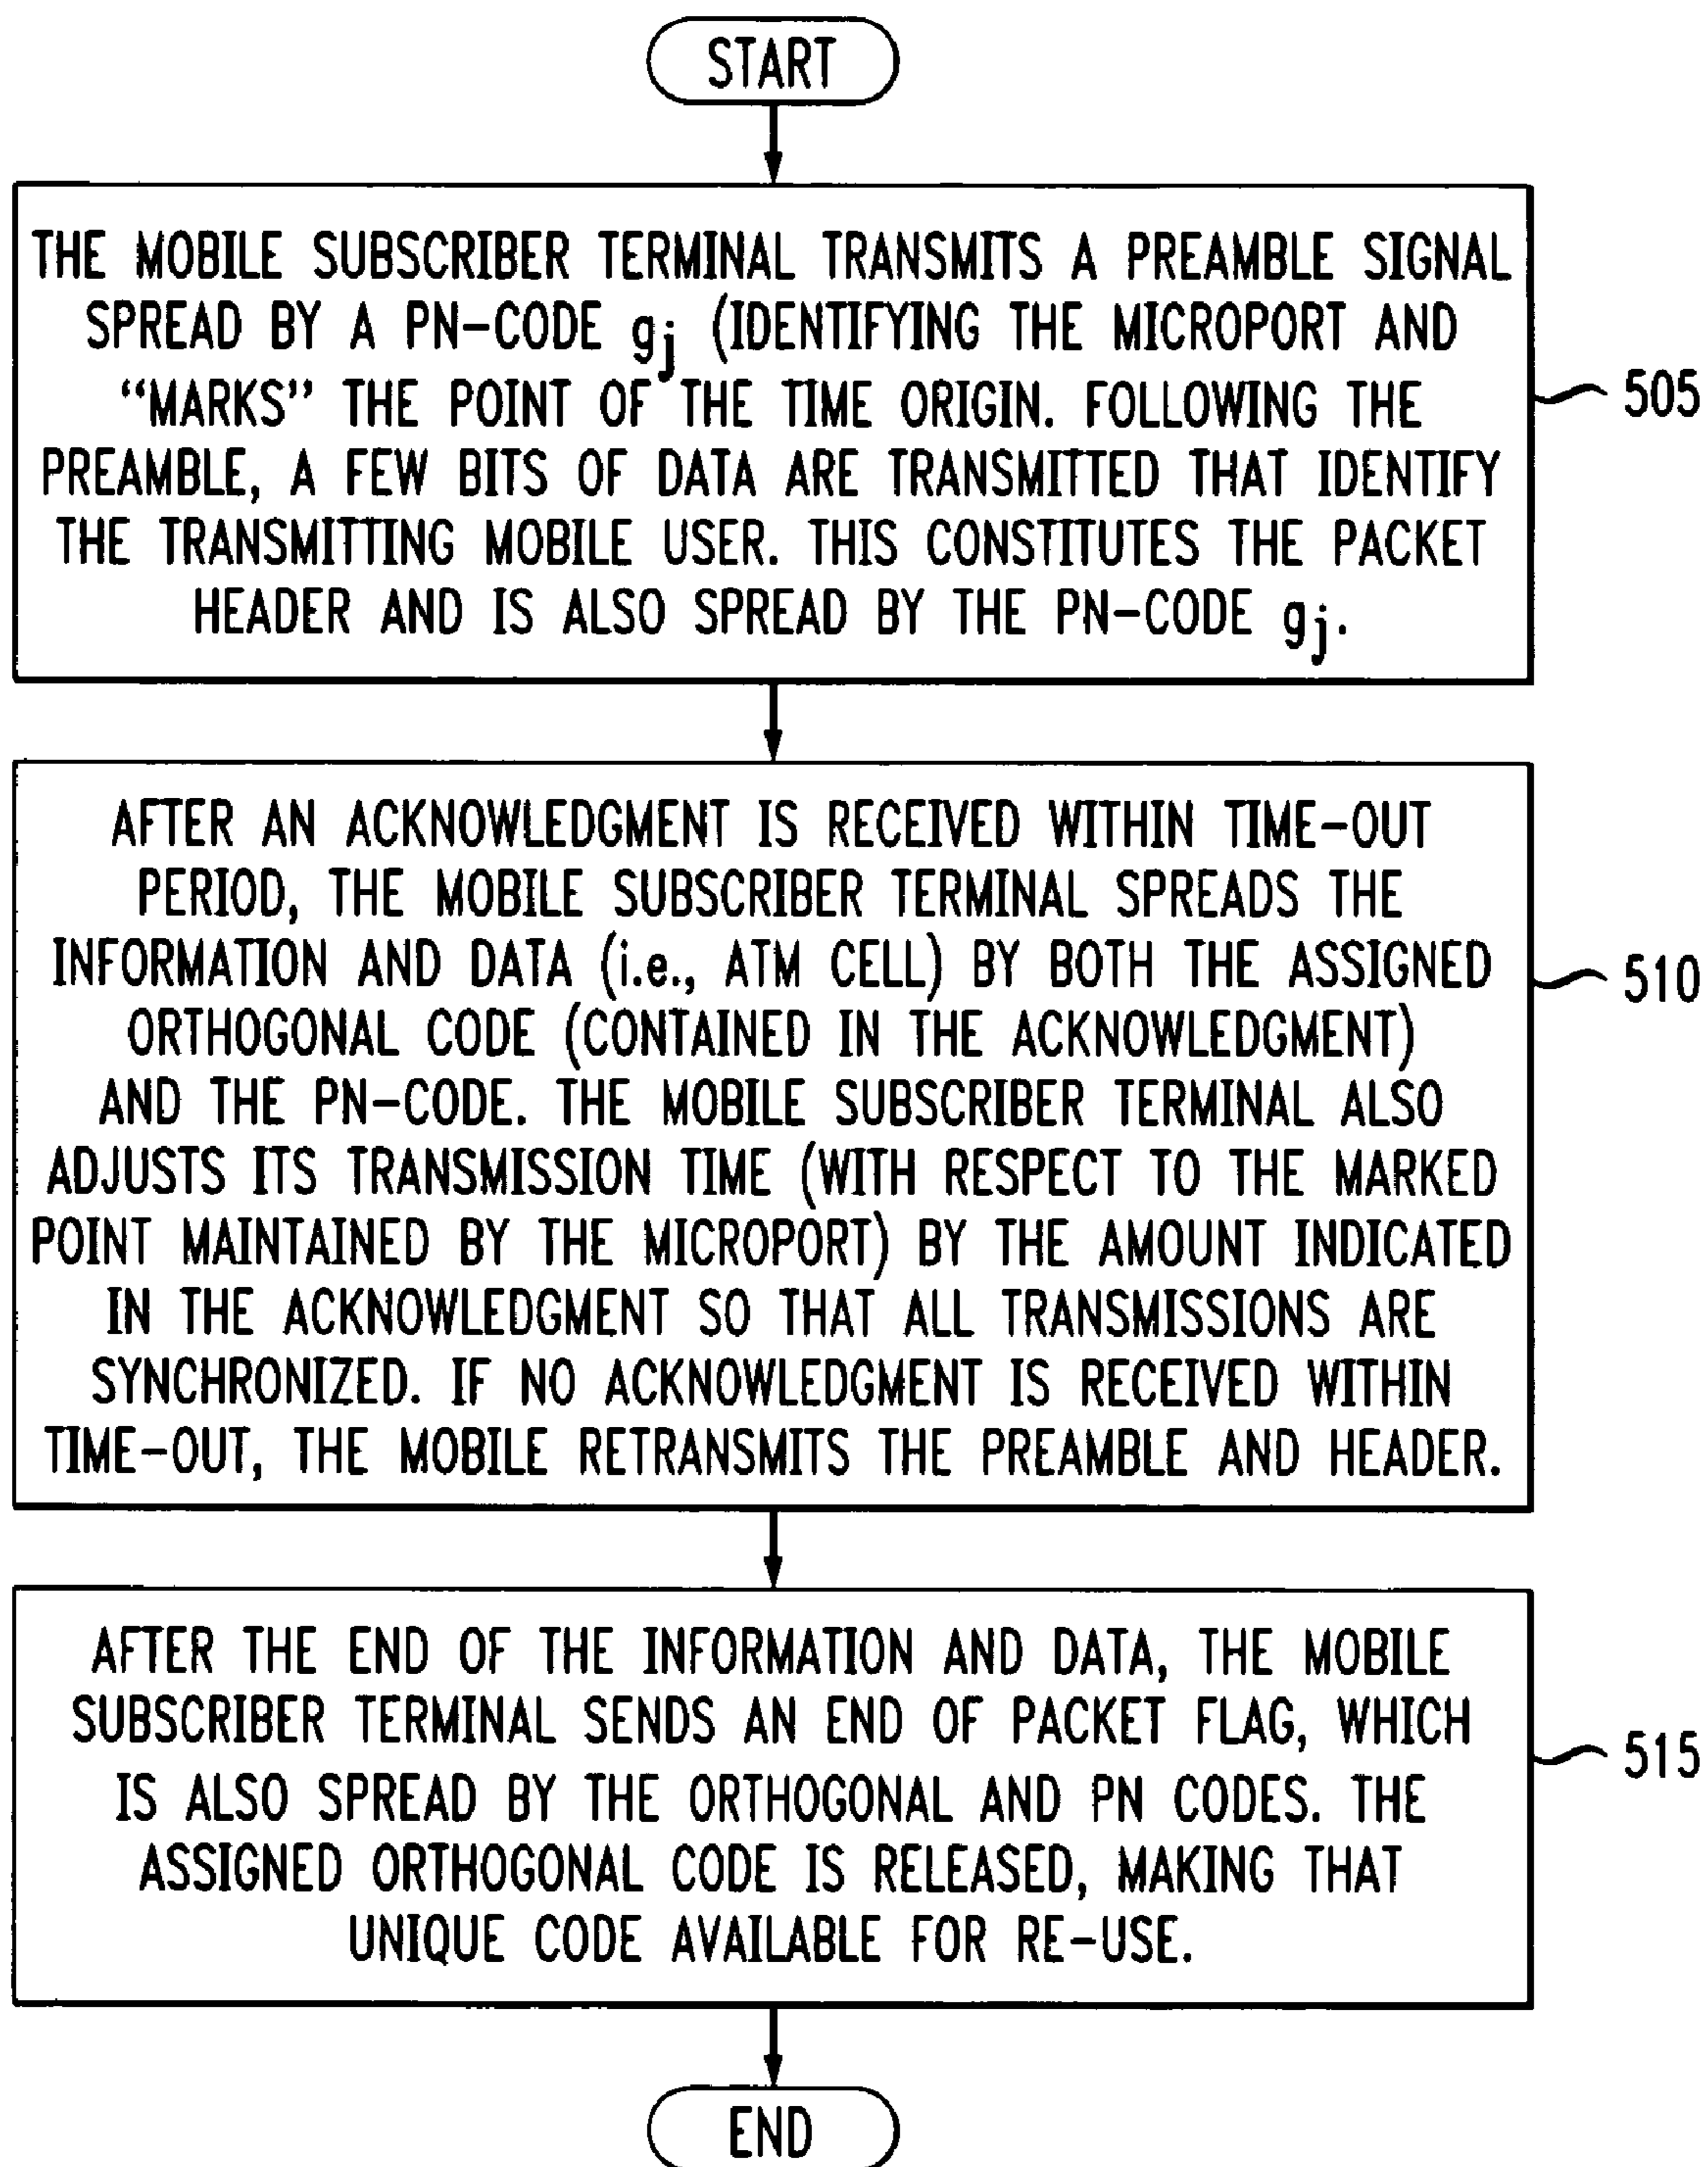 START
THE MOBILE SUBSCRIBER TERMINAL TRANSMITS A PREAMBLE SIGNAL
SPREAD BY A PN-CODE gj (IDENTIFYING THE MICROPORT AND
“MARKS” THE POINT OF THE TIME ORIGIN. FOLLOWING THE
PREAMBLE, A FEW BITS OF DATA ARE TRANSMITTED THAT IDENTIFY
THE TRANSMITTING MOBILE USER. THIS CONSTITUTES THE PACKET
HEADER AND IS ALSO SPREAD BY THE PN-CODE gj.
505
AFTER AN ACKNOWLEDGMENT IS RECEIVED WITHIN TIME-OUT
PERIOD, THE MOBILE SUBSCRIBER TERMINAL SPREADS THE
INFORMATION AND DATA (i.e., ATM CELL) BY BOTH THE ASSIGNED
ORTHOGONAL CODE (CONTAINED IN THE ACKNOWLEDGMENT)
AND THE PN-CODE. THE MOBILE SUBSCRIBER TERMINAL ALSO
ADJUSTS ITS TRANSMISSION TIME (WITH RESPECT TO THE MARKED
POINT MAINTAINED BY THE MICROPORT) BY THE AMOUNT INDICATED
IN THE ACKNOWLEDGMENT SO THAT ALL TRANSMISSIONS ARE
SYNCHRONIZED. IF NO ACKNOWLEDGMENT IS RECEIVED WITHIN
TIME-OUT, THE MOBILE RETRANSMITS THE PREAMBLE AND HEADER.
510
AFTER THE END OF THE INFORMATION AND DATA, THE MOBILE
SUBSCRIBER TERMINAL SENDS AN END OF PACKET FLAG, WHICH
IS ALSO SPREAD BY THE ORTHOGONAL AND PN CODES. THE
ASSIGNED ORTHOGONAL CODE IS RELEASED, MAKING THAT
UNIQUE CODE AVAILABLE FOR RE-USE.
515
END